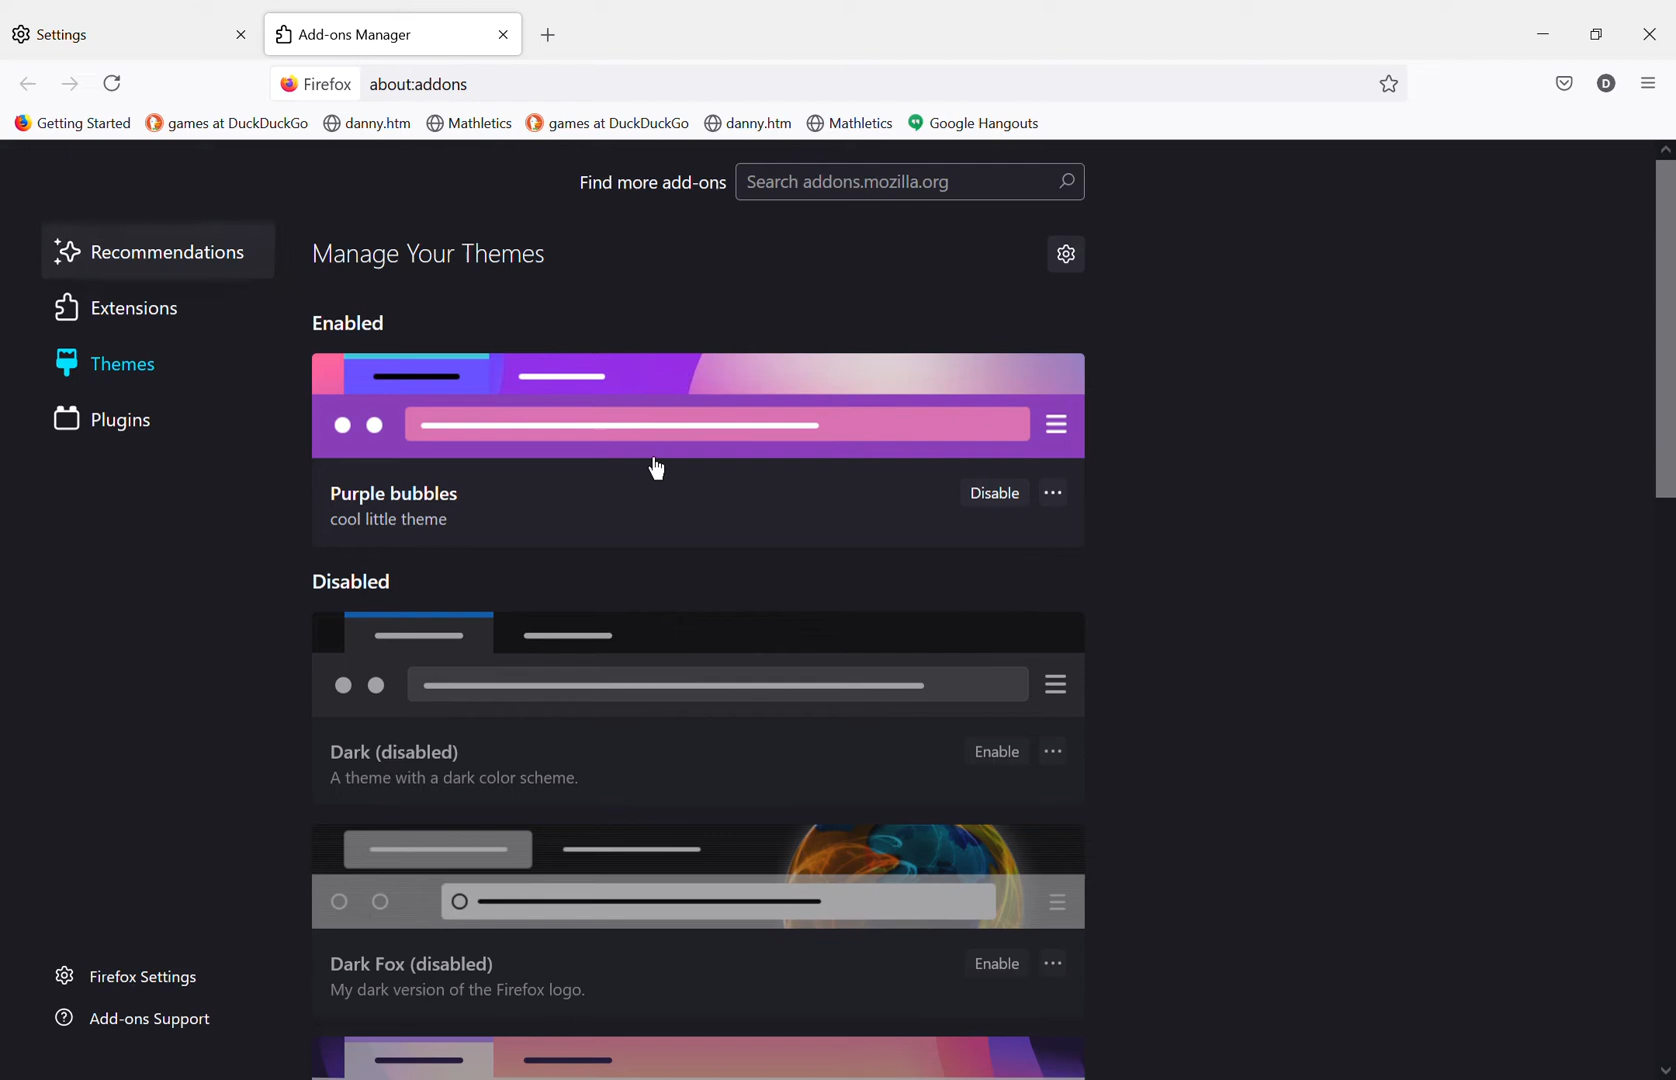 Settings
Add-ons Manager
Firefox about:addons
Getting Started games at DuckDuckGo danny.htm Mathletics games at DuckDuckGo danny.htm Mathletics Google Hangouts
Find more add-ons Search addons.mozilla.org
Recommendations
Extensions
Themes
Plugins
Manage Your Themes
Enabled
Purple bubbles
Disable
cool little theme
Disabled
Dark (disabled)
Enable
A theme with a dark color scheme.
Dark Fox (disabled)
Enable
My dark version of the Firefox logo.
Firefox Settings
Add-ons Support
D